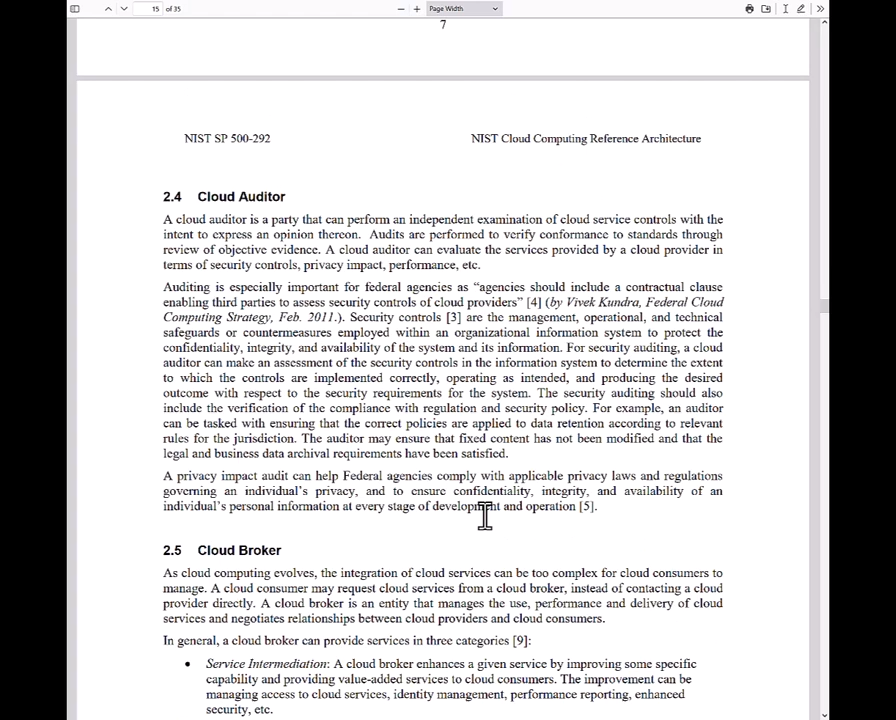 15 of 35
Page Width
7
NIST SP 500-292 NIST Cloud Computing Reference Architecture
2.4 Cloud Auditor
A cloud auditor is a party that can perform an independent examination of cloud service controls with the
intent to express an opinion thereon. Audits are performed to verify conformance to standards through
review of objective evidence. A cloud auditor can evaluate the services provided by a cloud provider in
terms of security controls, privacy impact, performance, etc.
Auditing is especially important for federal agencies as “agencies should include a contractual clause
enabling third parties to assess security controls of cloud providers” [4] (by Vivek Kundra, Federal Cloud
Computing Strategy, Feb. 2011.). Security controls [3] are the management, operational, and technical
safeguards or countermeasures employed within an organizational information system to protect the
confidentiality, integrity, and availability of the system and its information. For security auditing, a cloud
auditor can make an assessment of the security controls in the information system to determine the extent
to which the controls are implemented correctly, operating as intended, and producing the desired
outcome with respect to the security requirements for the system. The security auditing should also
include the verification of the compliance with regulation and security policy. For example, an auditor
can be tasked with ensuring that the correct policies are applied to data retention according to relevant
rules for the jurisdiction. The auditor may ensure that fixed content has not been modified and that the
legal and business data archival requirements have been satisfied.
A privacy impact audit can help Federal agencies comply with applicable privacy laws and regulations
governing an individual’s privacy, and to ensure confidentiality, integrity, and availability of an
individual’s personal information at every stage of development and operation [5].
2.5 Cloud Broker
As cloud computing evolves, the integration of cloud services can be too complex for cloud consumers to
manage. A cloud consumer may request cloud services from a cloud broker, instead of contacting a cloud
provider directly. A cloud broker is an entity that manages the use, performance and delivery of cloud
services and negotiates relationships between cloud providers and cloud consumers.
In general, a cloud broker can provide services in three categories [9]:
• Service Intermediation: A cloud broker enhances a given service by improving some specific
capability and providing value-added services to cloud consumers. The improvement can be
managing access to cloud services, identity management, performance reporting, enhanced
security, etc.